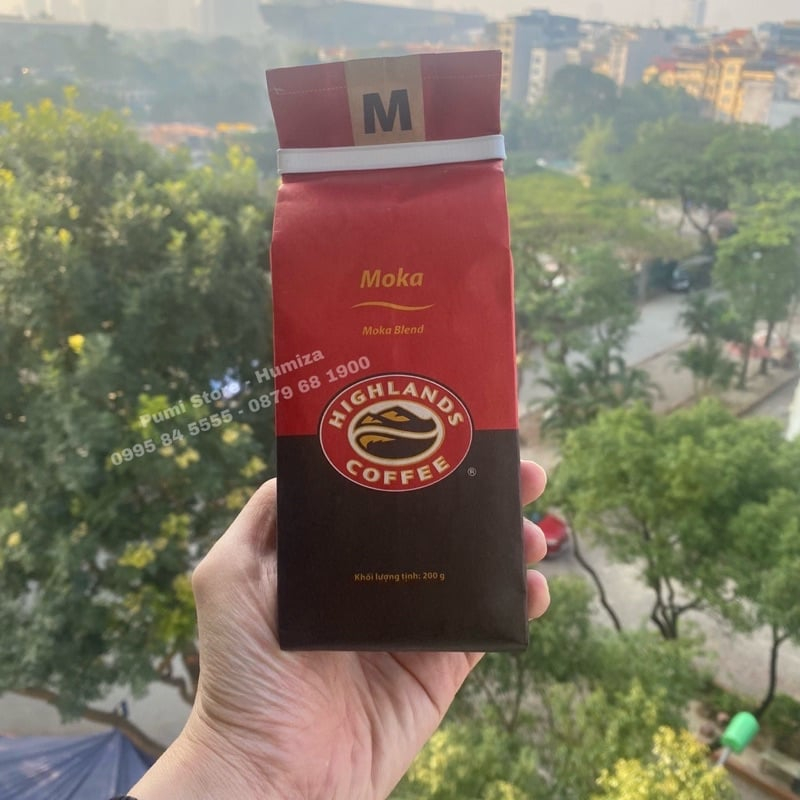 M
Moka
Moka Blend
Pumi Store - Humiza
0995 84 5555 - 0879 68 1900
HIGHLANDS
COFFEE
®
Khối lượng tịnh: 200 g